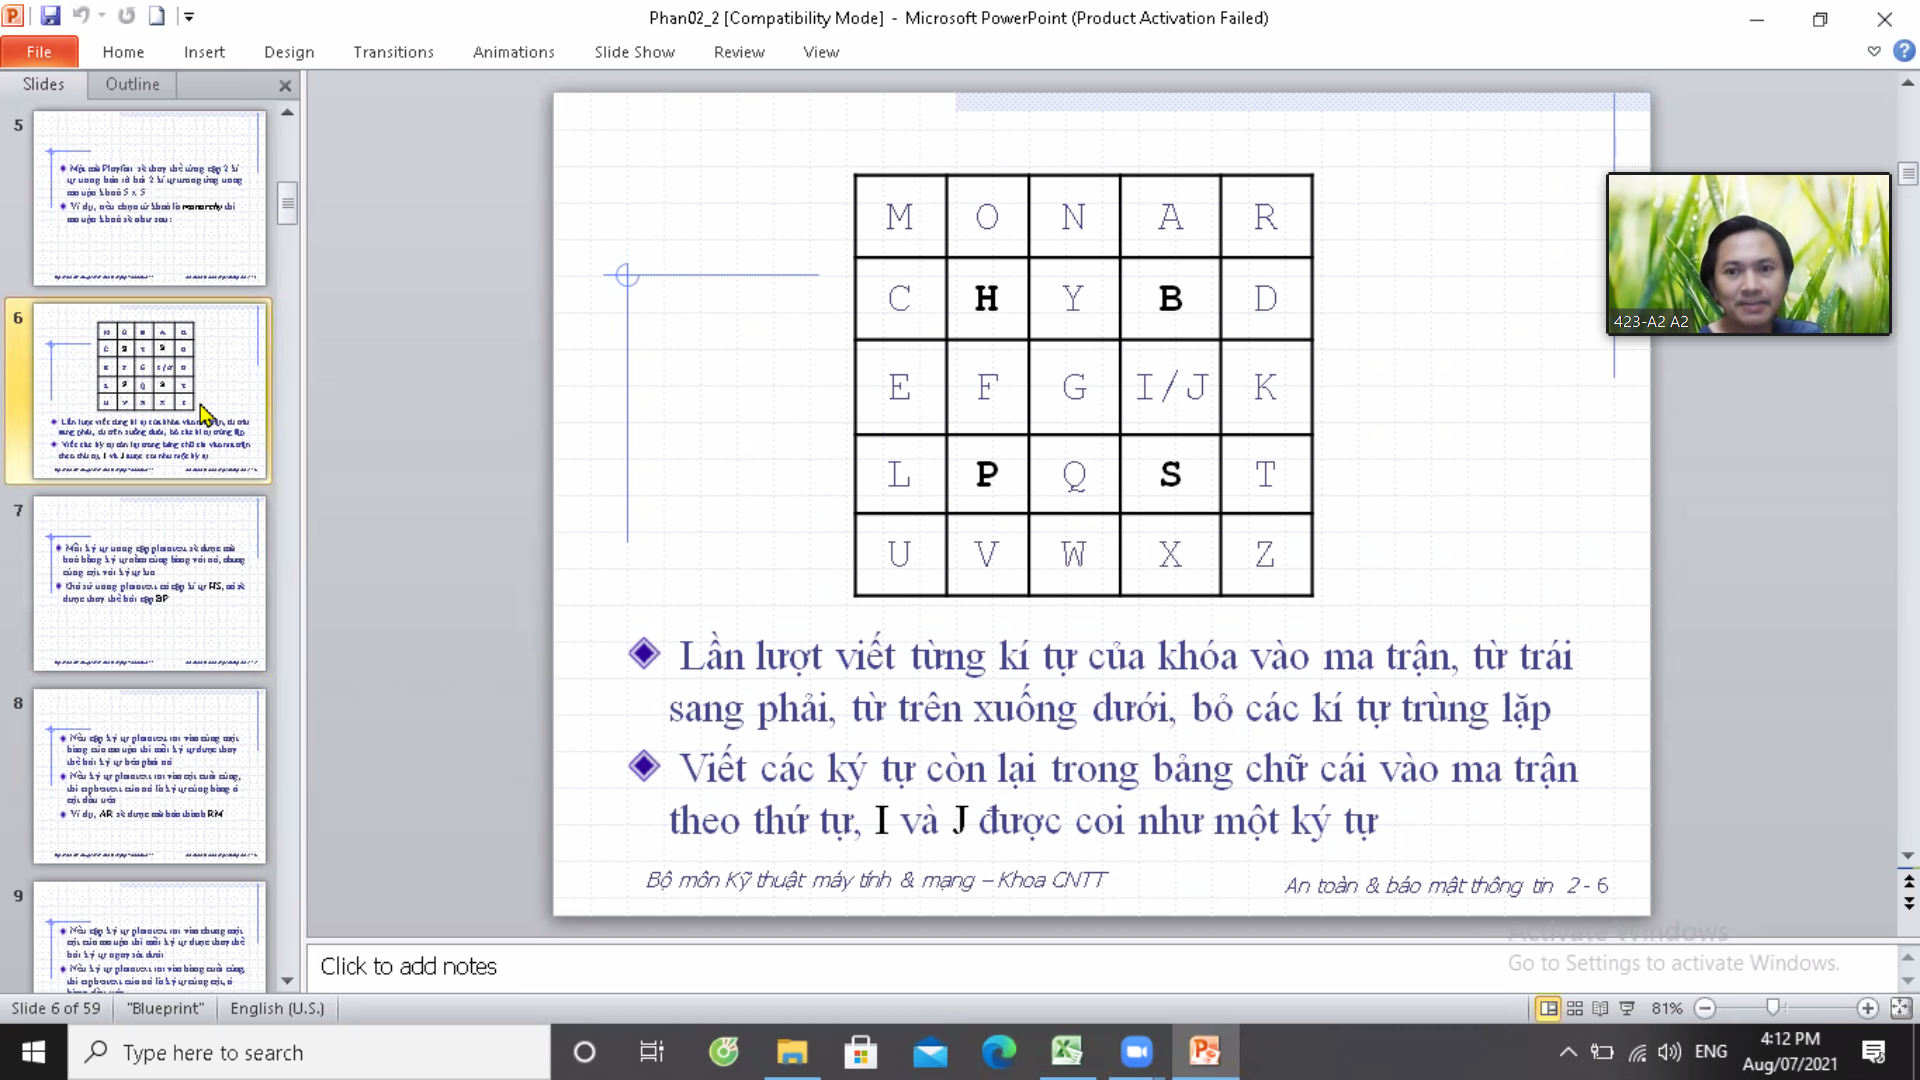 Phan02_2 [Compatibility Mode] - Microsoft PowerPoint (Product Activation Failed)
File Home Insert Design Transitions Animations Slide Show Review View
Slides Outline
5
6
7
8
9
M O N A R
C H Y B D
E F G I/J K
L P Q S T
U V W X Z
423-A2 A2
Lần lượt viết từng kí tự của khóa vào ma trận, từ trái
sang phải, từ trên xuống dưới, bỏ các kí tự trùng lặp
Viết các ký tự còn lại trong bảng chữ cái vào ma trận
theo thứ tự, I và J được coi như một ký tự
Bộ môn Kỹ thuật máy tính & mạng – Khoa CNTT
An toàn & bảo mật thông tin 2 - 6
Click to add notes
Activate Windows
Go to Settings to activate Windows.
Slide 6 of 59 "Blueprint" English (U.S.) 81%
Type here to search
ENG
4:12 PM
Aug/07/2021